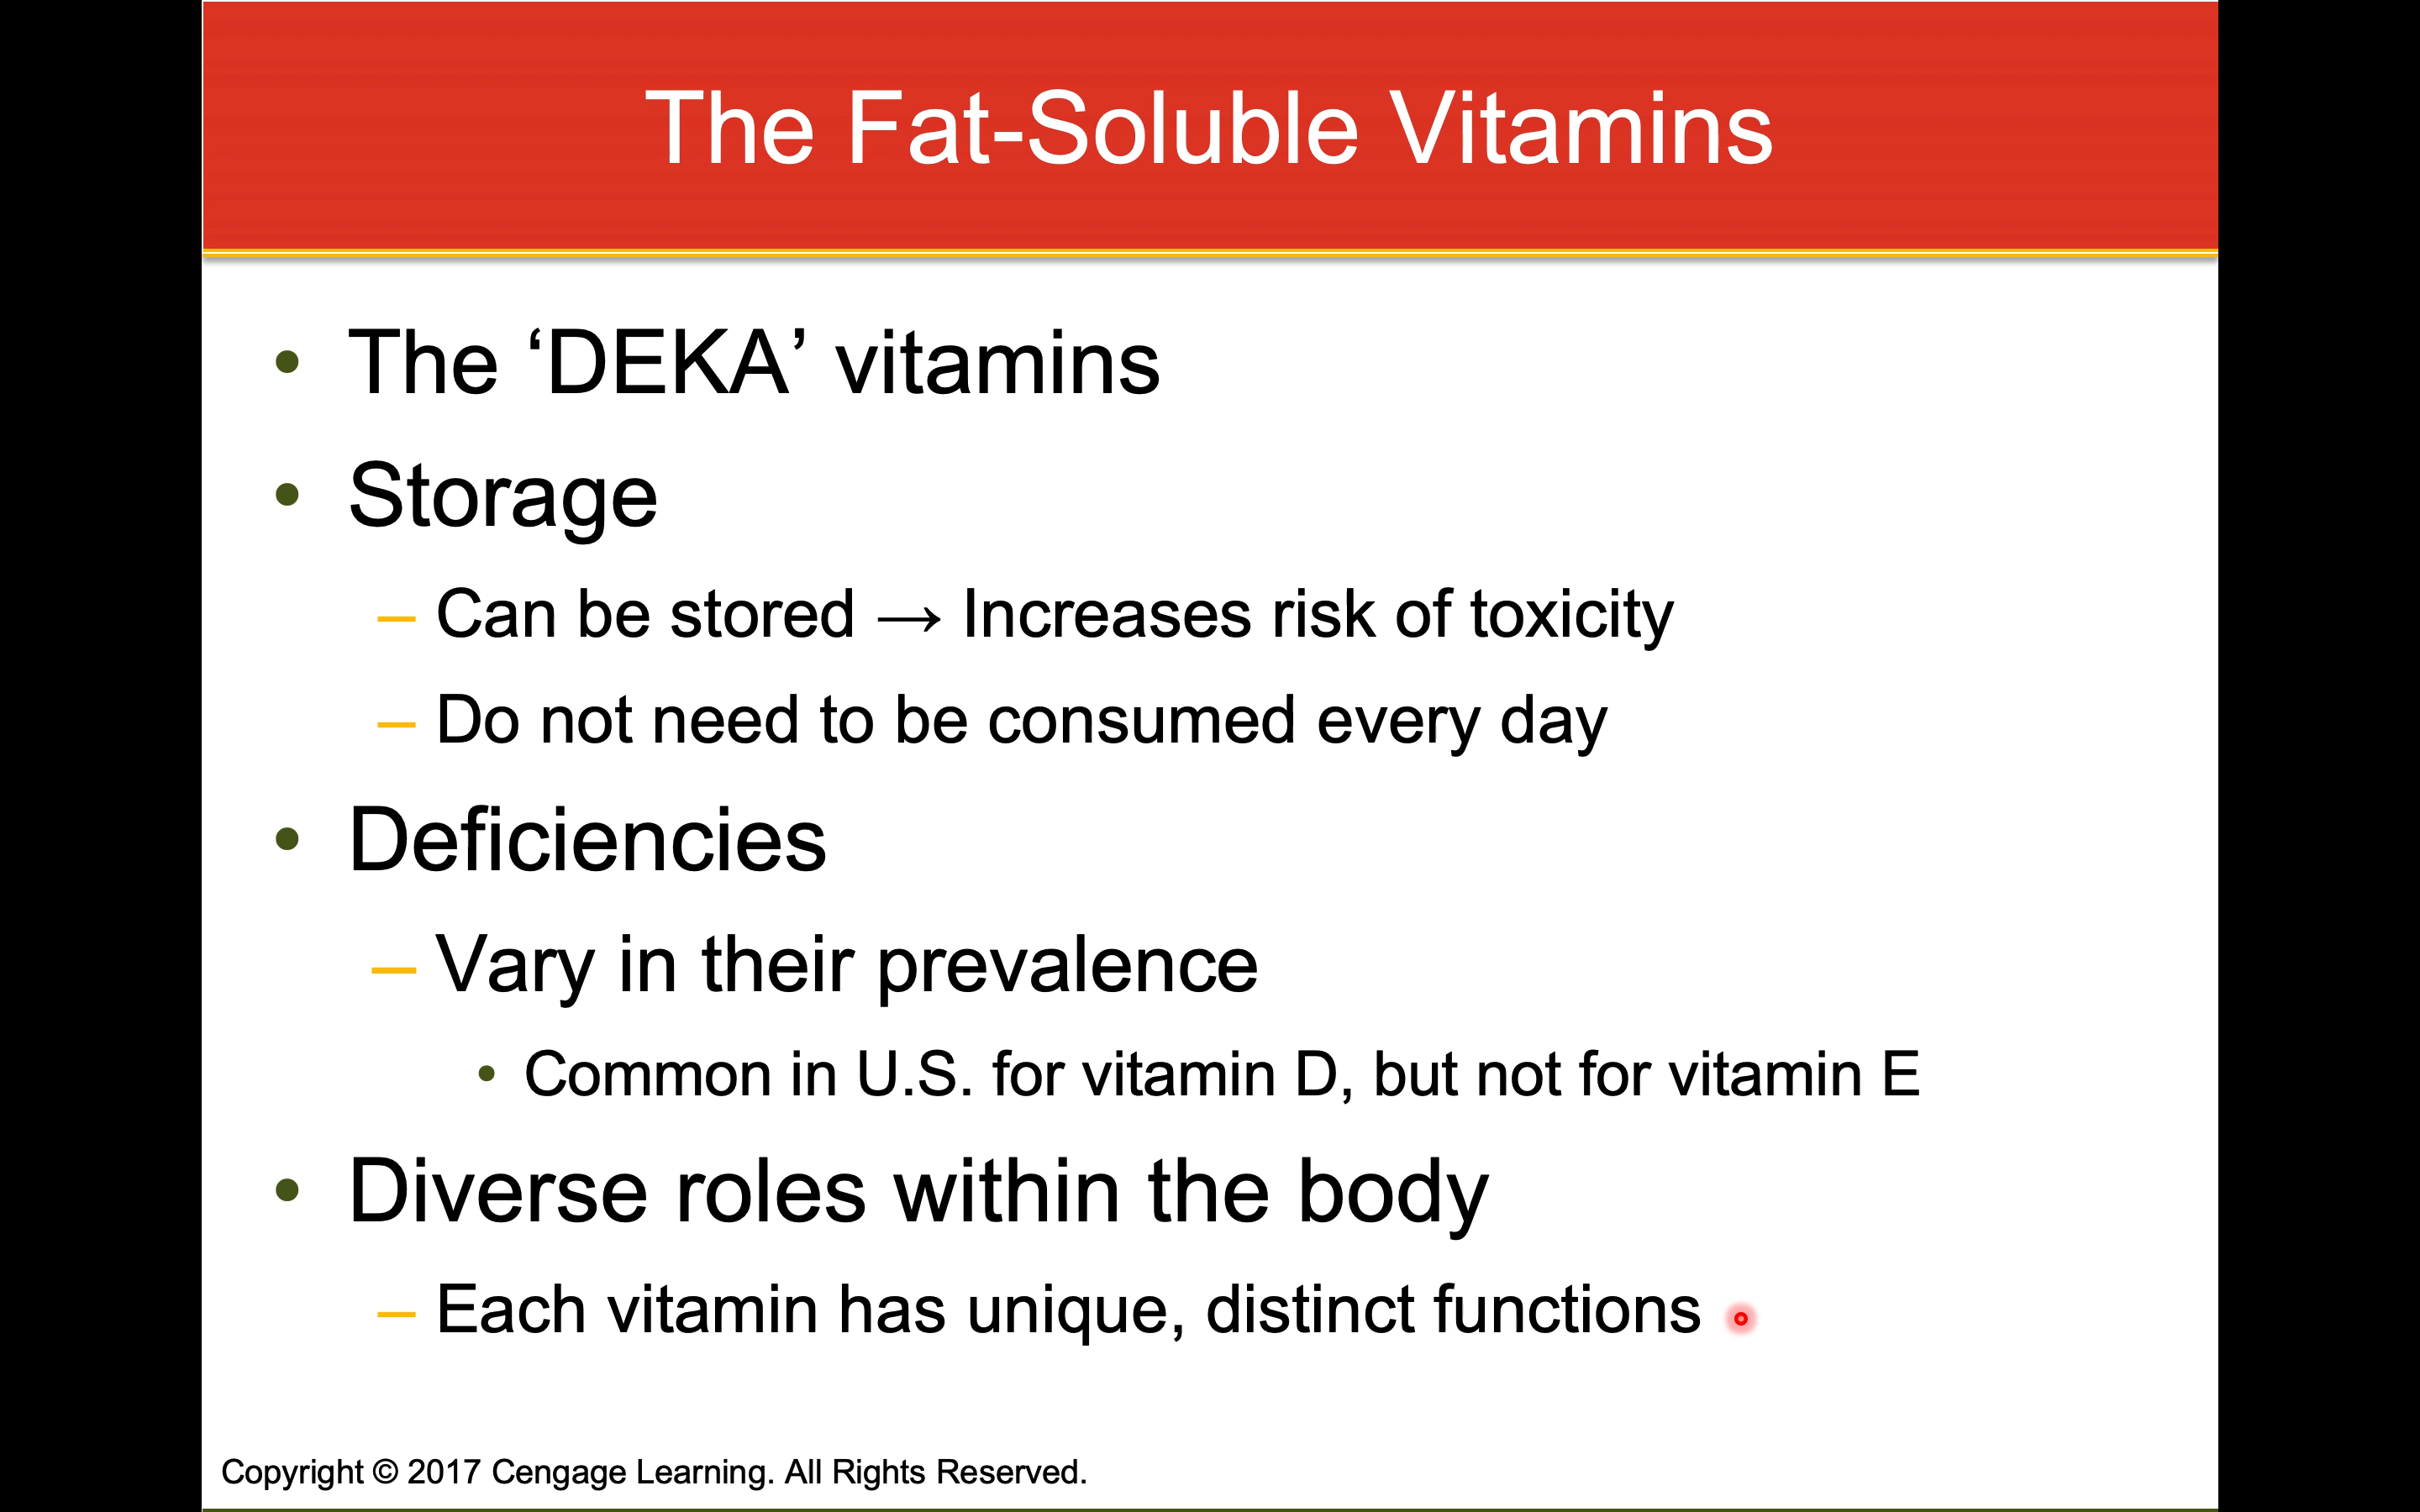 The Fat-Soluble Vitamins
• The ‘DEKA’ vitamins
• Storage
– Can be stored → Increases risk of toxicity
– Do not need to be consumed every day
• Deficiencies
– Vary in their prevalence
• Common in U.S. for vitamin D, but not for vitamin E
• Diverse roles within the body
– Each vitamin has unique, distinct functions
Copyright © 2017 Cengage Learning. All Rights Reserved.